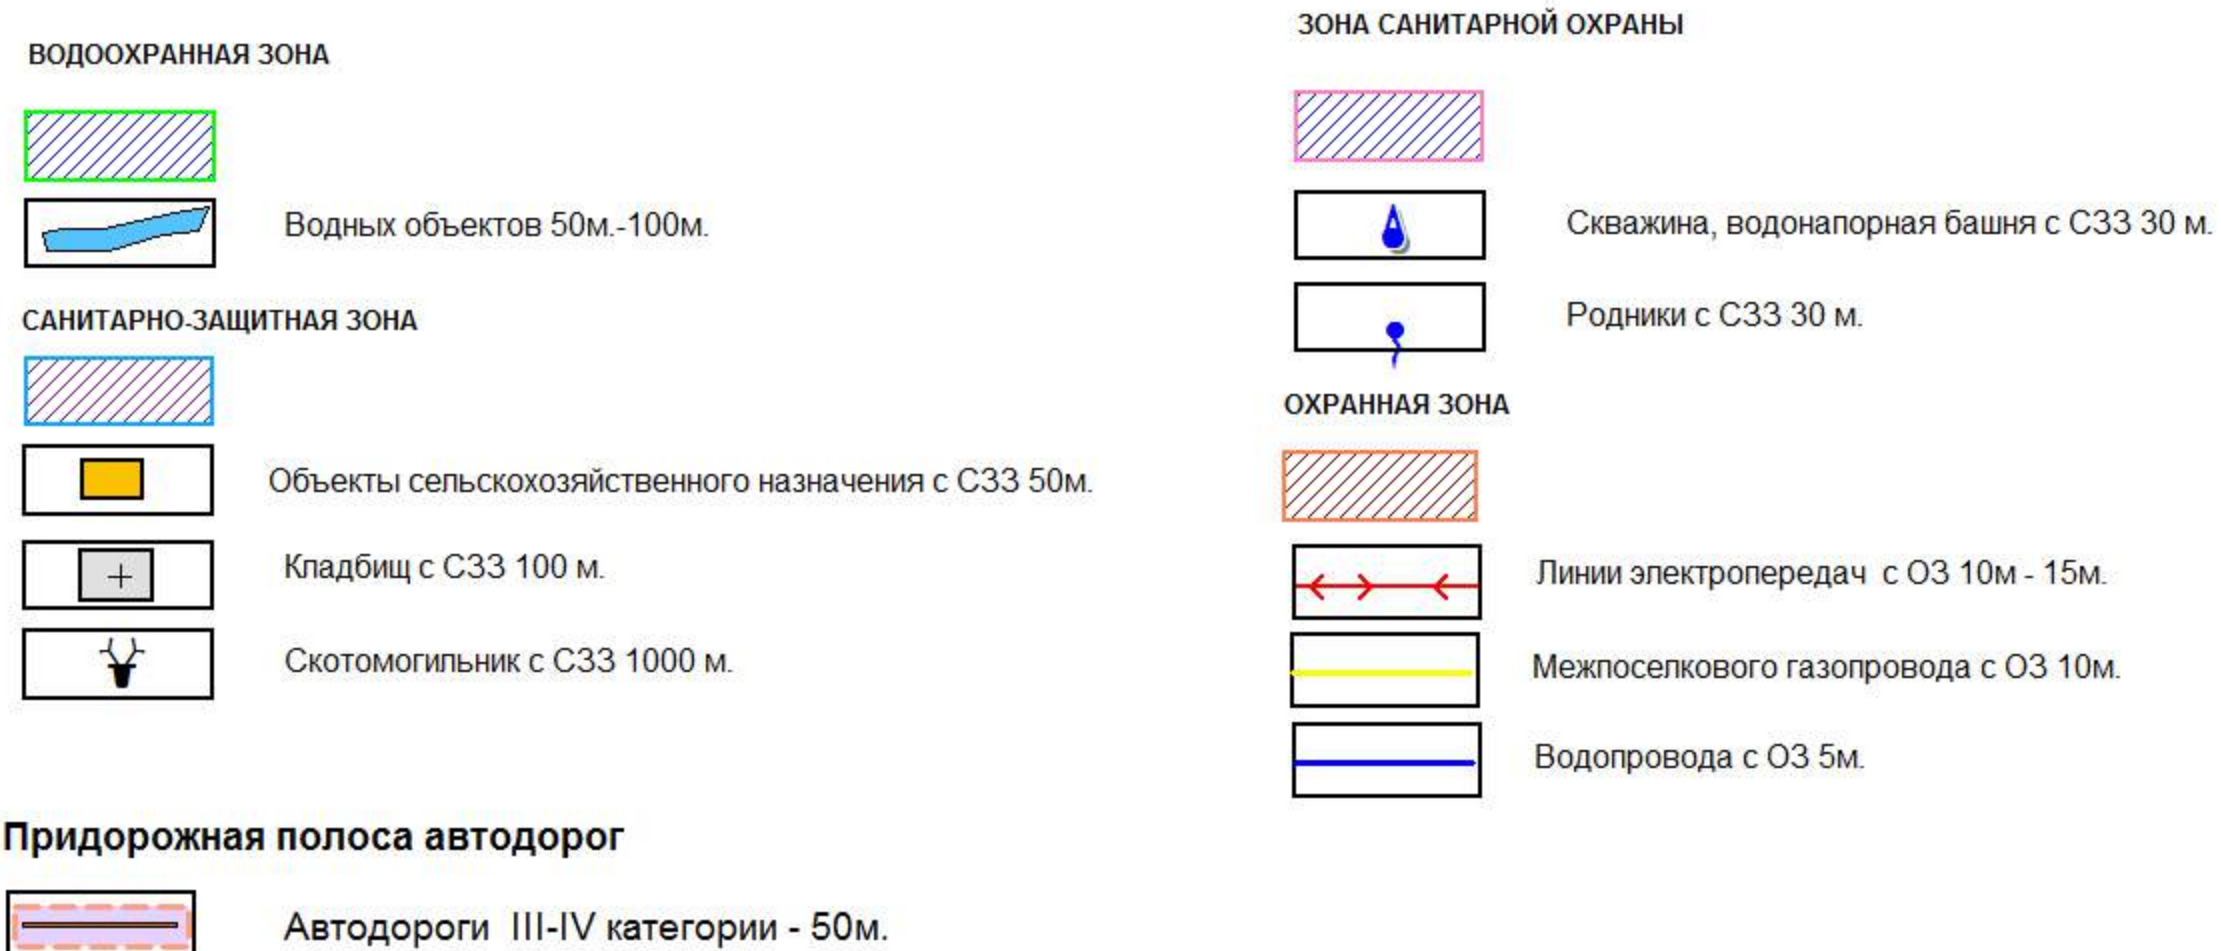 ВОДООХРАННАЯ ЗОНА
Водных объектов 50м.-100м.
САНИТАРНО-ЗАЩИТНАЯ ЗОНА
Объекты сельскохозяйственного назначения с СЗЗ 50м.
Кладбищ с СЗЗ 100 м.
Скотомогильник с СЗЗ 1000 м.
Придорожная полоса автодорог
Автодороги III-IV категории - 50м.
ЗОНА САНИТАРНОЙ ОХРАНЫ
Скважина, водонапорная башня с СЗЗ 30 м.
Родники с СЗЗ 30 м.
ОХРАННАЯ ЗОНА
Линии электропередач с ОЗ 10м - 15м.
Межпоселкового газопровода с ОЗ 10м.
Водопровода с ОЗ 5м.